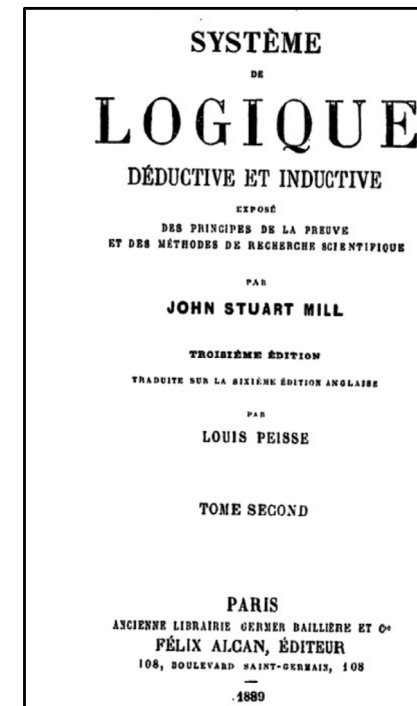 SYSTÈME
DE
LOGIQUE
DÉDUCTIVE ET INDUCTIVE
EXPOSÉ
DES PRINCIPES DE LA PREUVE
ET DES MÉTHODES DE RECHERCHE SCIENTIFIQUE
PAR
JOHN STUART MILL
TROISIÈME ÉDITION
TRADUITE SUR LA SIXIÈME ÉDITION ANGLAISE
PAR
LOUIS PEISSE
TOME SECOND
PARIS
ANCIENNE LIBRAIRIE GERMER BAILLIÈRE ET Cie
FÉLIX ALCAN, ÉDITEUR
108, BOULEVARD SAINT-GERMAIN, 108
1889